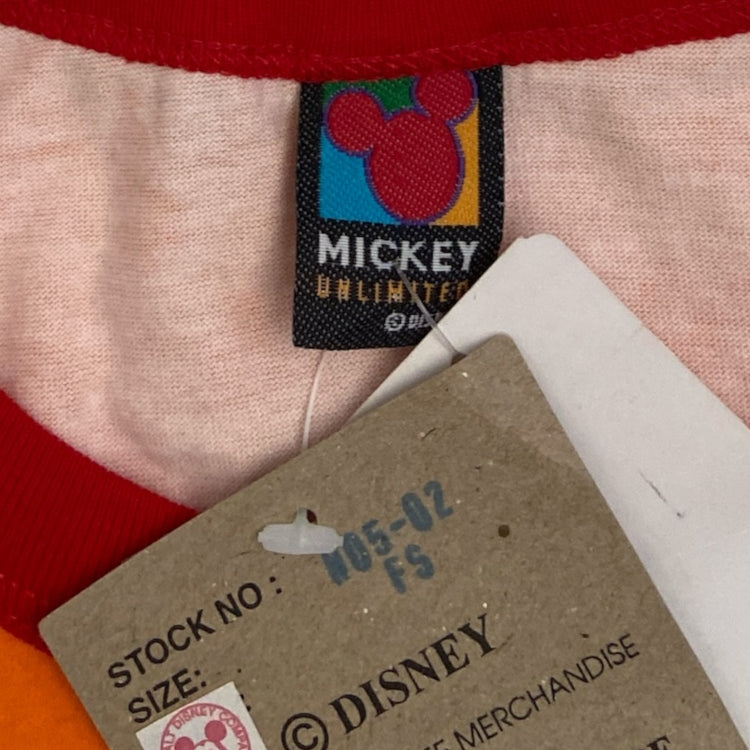 MICKEY
UNLIMITED
©
STOCK NO : N05-02
FS
SIZE:
© DISNEY
MERCHANDISE